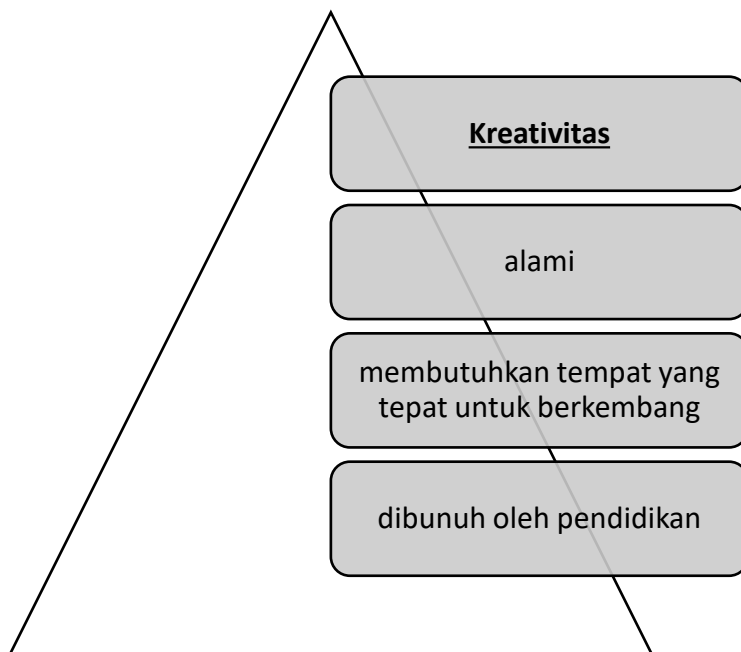 Kreativitas
alami
membutuhkan tempat yang
tepat untuk berkembang
dibunuh oleh pendidikan